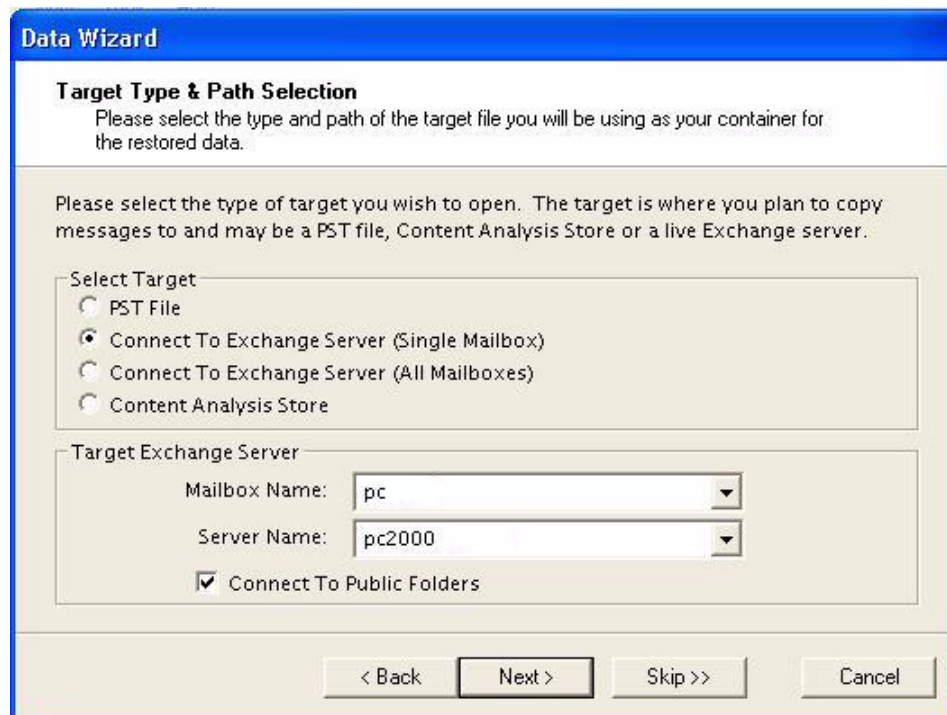 Data Wizard
Target Type & Path Selection
Please select the type and path of the target file you will be using as your container for
the restored data.
Please select the type of target you wish to open. The target is where you plan to copy
messages to and may be a PST file, Content Analysis Store or a live Exchange server.
Select Target
PST File
Connect To Exchange Server (Single Mailbox)
Connect To Exchange Server (All Mailboxes)
Content Analysis Store
Target Exchange Server
Mailbox Name: pc
Server Name: pc2000
Connect To Public Folders
< Back Next > Skip >> Cancel